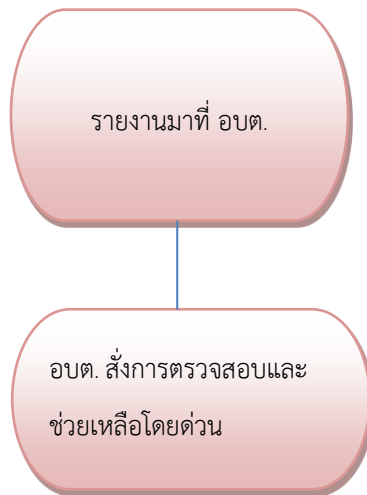 รายงานมาที่ อบต.
อบต. สั่งการตรวจสอบและ
ช่วยเหลือโดยด่วน